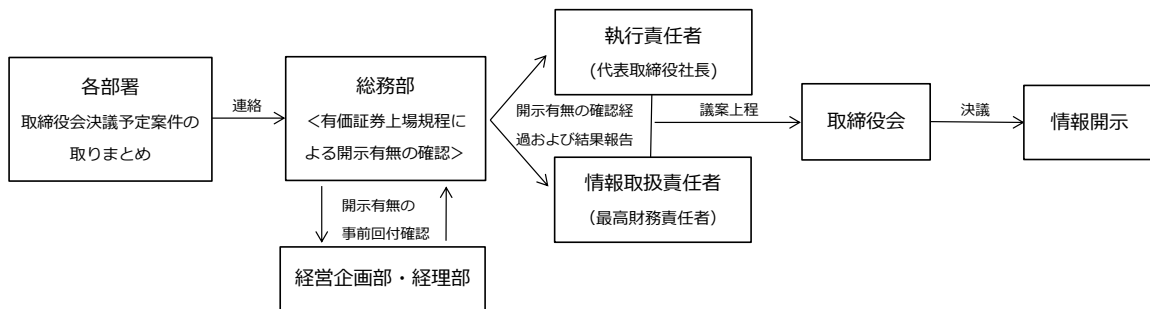 各部署
取締役会決議予定案件の
取りまとめ
連絡
総務部
<有価証券上場規程に
よる開示有無の確認>
開示有無の
事前回付確認
経営企画部・経理部
執行責任者
(代表取締役社長)
開示有無の確認経
過および結果報告
情報取扱責任者
（最高財務責任者）
議案上程
取締役会
決議
情報開示